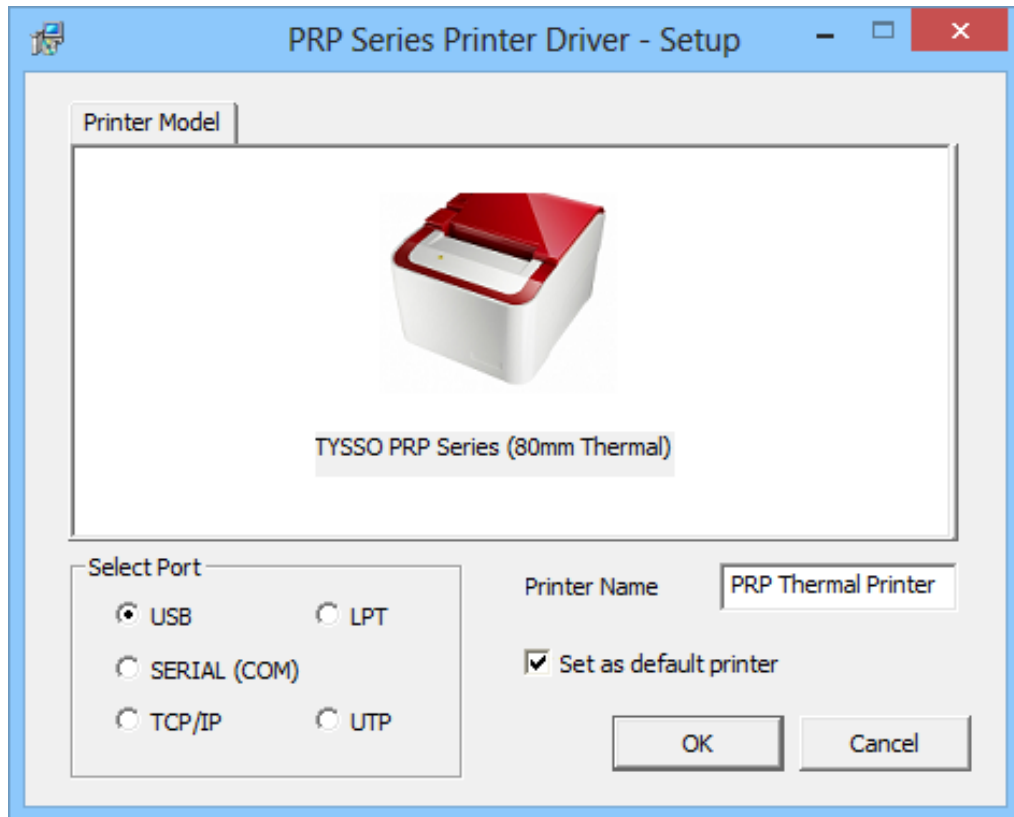 PRP Series Printer Driver - Setup
Printer Model
TYSSO PRP Series (80mm Thermal)
Select Port
USB
LPT
SERIAL (COM)
TCP/IP
UTP
Printer Name
PRP Thermal Printer
Set as default printer
OK
Cancel